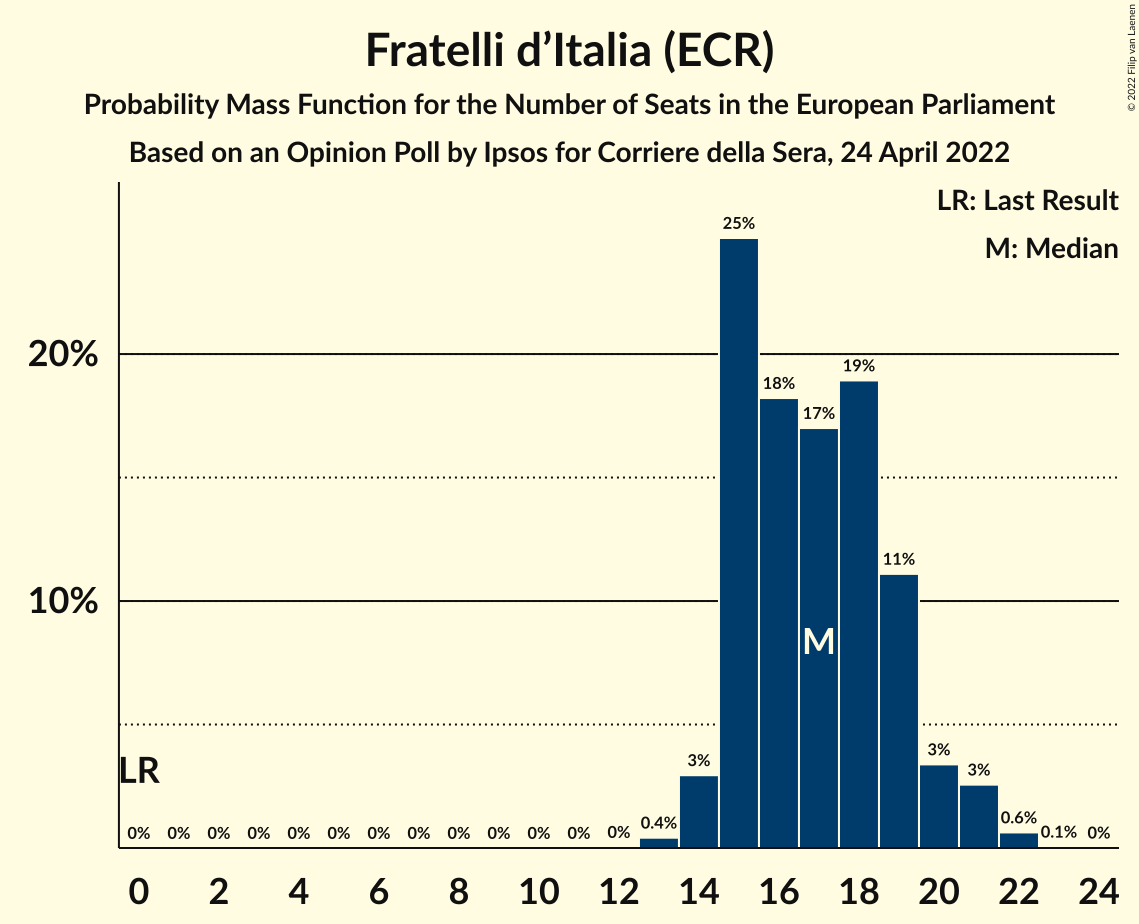 Fratelli d’Italia (ECR)
Probability Mass Function for the Number of Seats in the European Parliament
Based on an Opinion Poll by Ipsos for Corriere della Sera, 24 April 2022
© 2022 Filip van Laenen
LR: Last Result
M: Median
25%
20%
19%
18%
17%
11%
10%
M
LR
3%
3%
3%
0% 0% 0% 0% 0% 0% 0% 0% 0% 0% 0% 0% 0% 0.4% 0.6% 0.1% 0%
0 2 4 6 8 10 12 14 16 18 20 22 24